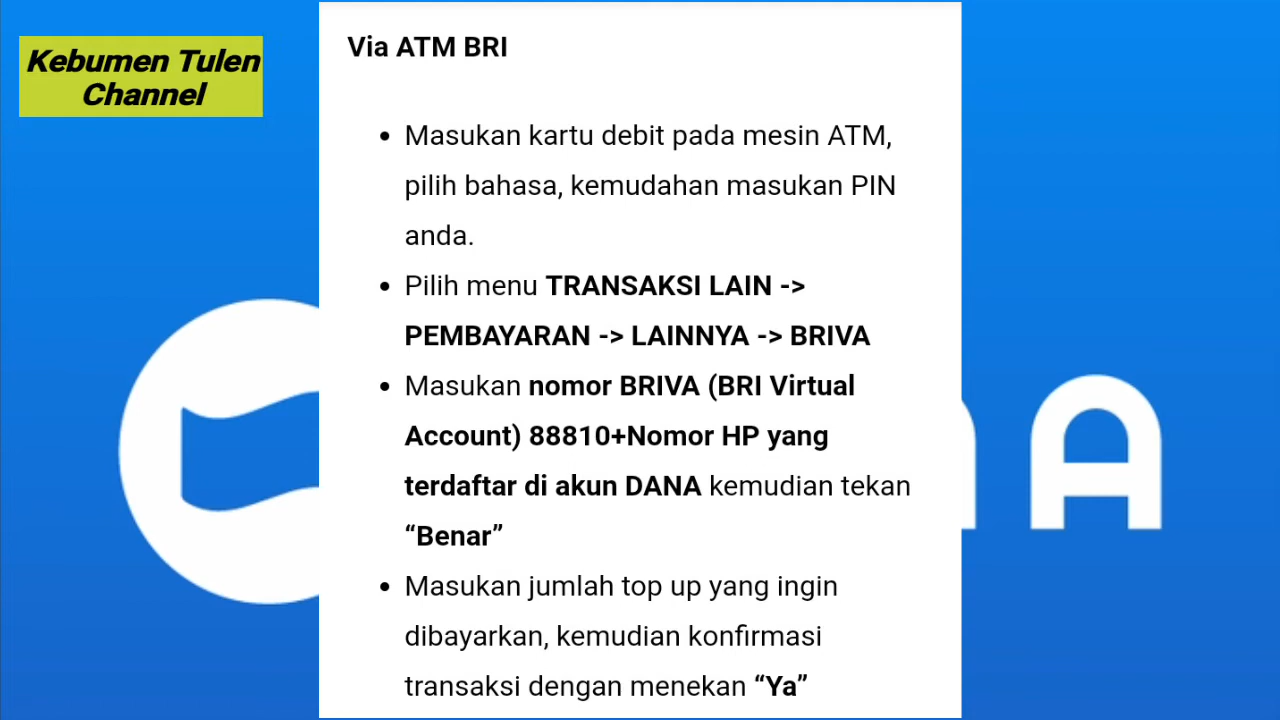 Kebumen Tulen
Channel
Via ATM BRI
• Masukan kartu debit pada mesin ATM,
pilih bahasa, kemudahan masukan PIN
anda.
• Pilih menu TRANSAKSI LAIN ->
PEMBAYARAN -> LAINNYA -> BRIVA
• Masukan nomor BRIVA (BRI Virtual
Account) 88810+Nomor HP yang
terdaftar di akun DANA kemudian tekan
“Benar”
• Masukan jumlah top up yang ingin
dibayarkan, kemudian konfirmasi
transaksi dengan menekan “Ya”
A